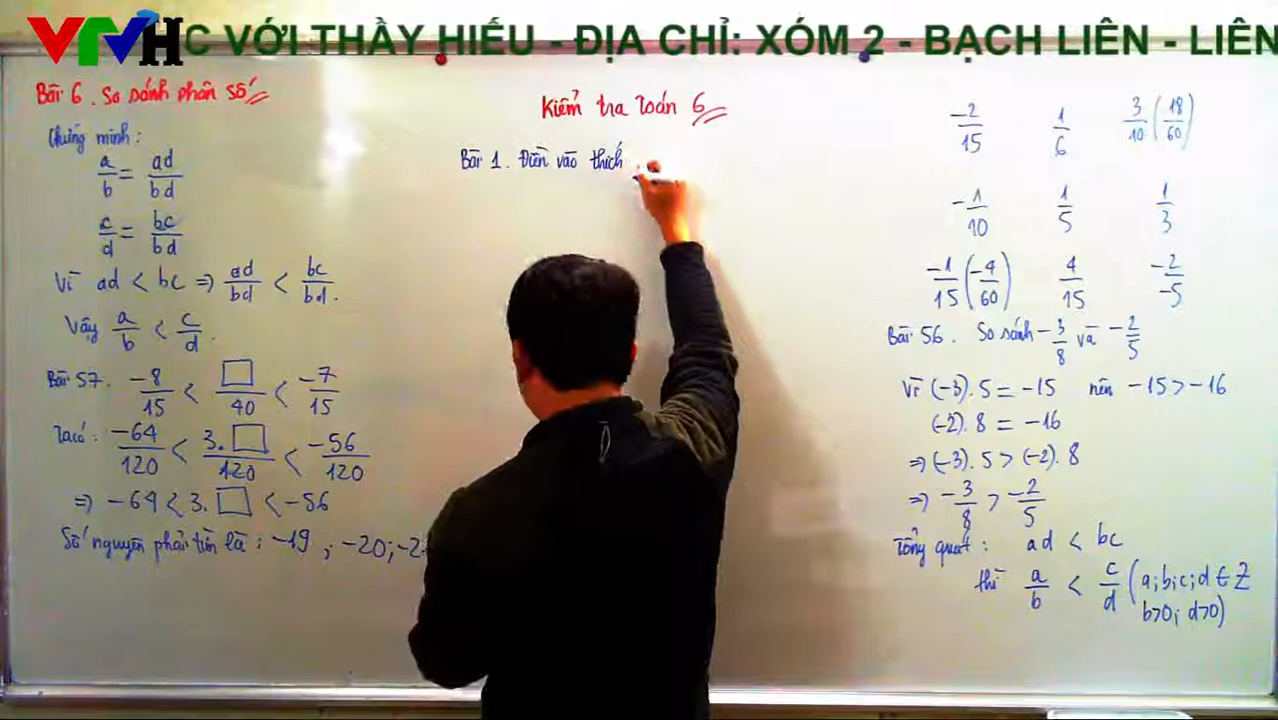 VTVH
C VỚI THẦY HIẾU - ĐỊA CHỈ: XÓM 2 - BẠCH LIÊN - LIÊN
Bài 6. So sánh phân số
Chứng minh:
a/b = ad/bd
c/d = bc/bd
Vì ad < bc => ad/bd < bc/bd.
Vậy a/b < c/d.
Bài 57. -8/15 < □/40 < -7/15
Ta có: -64/120 < 3.□/120 < -56/120
=> -64 < 3.□ < -56
Số nguyên phải tìm là: -19; -20; -2
Kiểm tra Toán 6
Bài 1. Điền vào thích
-2/15 1/6 3/10 (18/60)
-1/10 1/5 1/3
-1/15 (-4/60) 4/15 -2/-5
Bài 56. So sánh -3/8 và -2/5
Vì (-3).5 = -15 nên -15 > -16
(-2).8 = -16
=> (-3).5 > (-2).8
=> -3/8 > -2/5
Tổng quát: ad < bc
thì a/b < c/d (a;b;c;d ∈ Z
b>0; d>0)